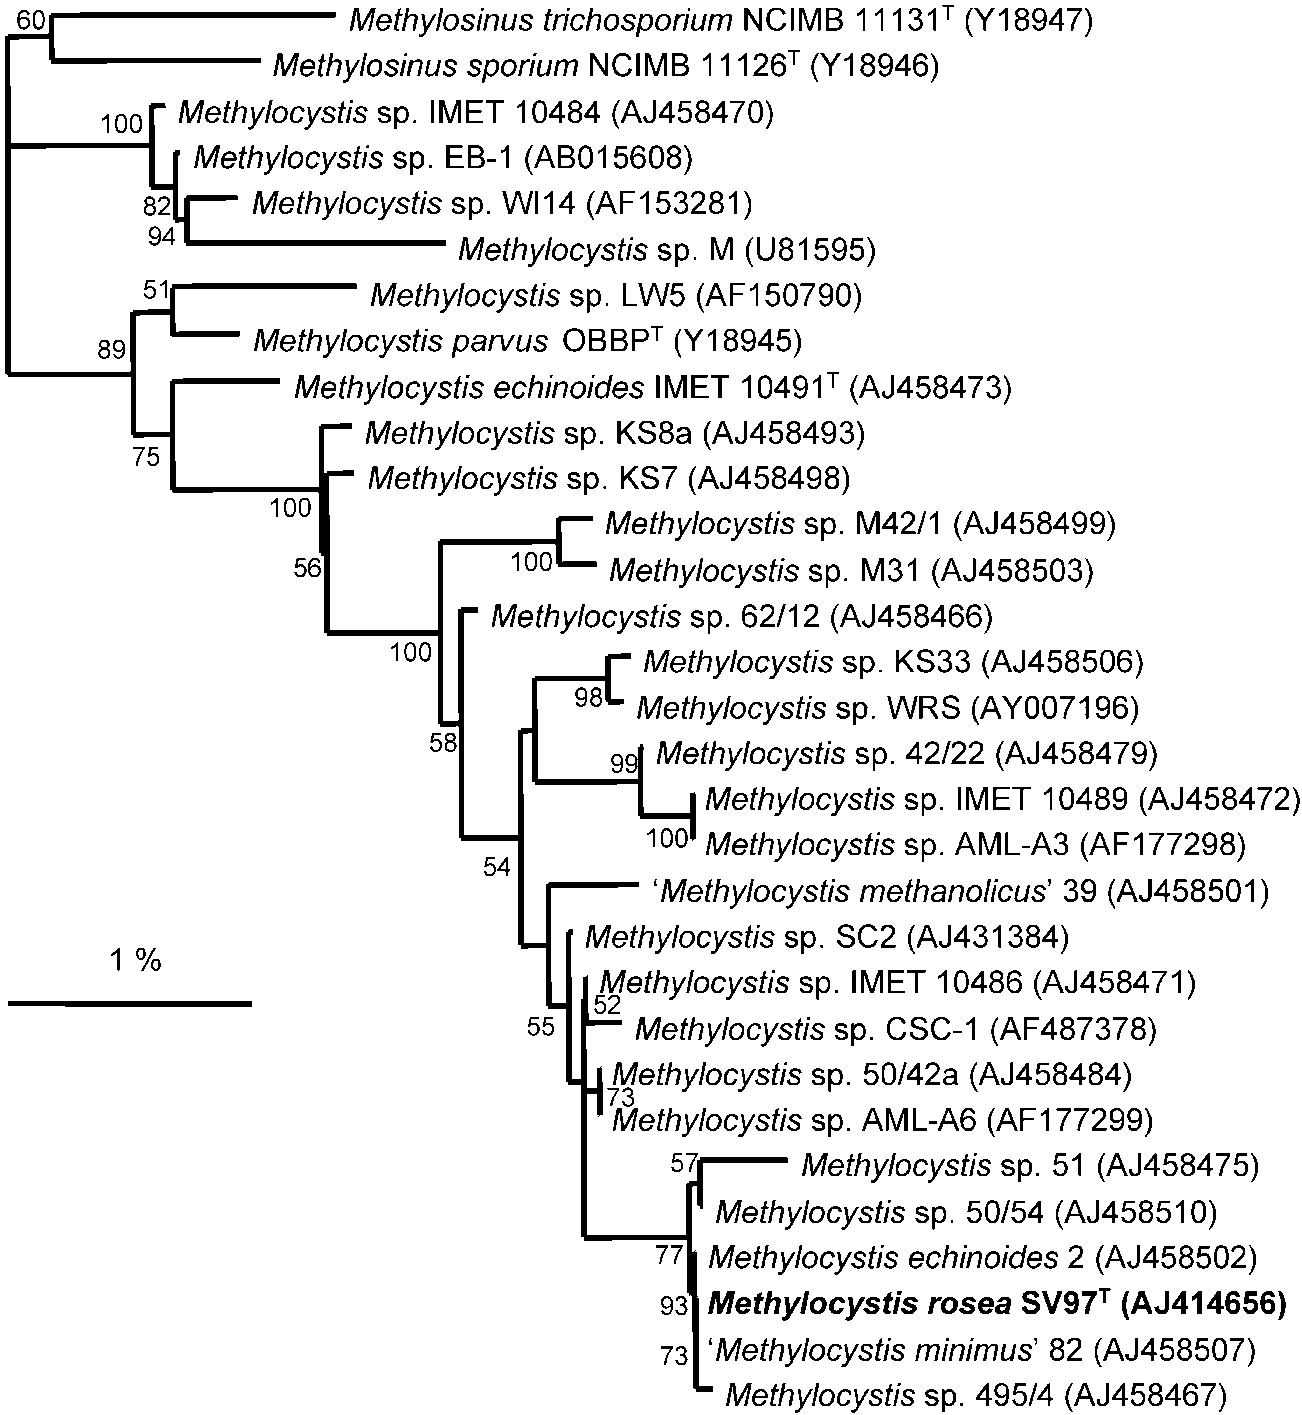 60
Methylosinus trichosporium NCIMB 11131ᵀ (Y18947)
Methylosinus sporium NCIMB 11126ᵀ (Y18946)
100
Methylocystis sp. IMET 10484 (AJ458470)
Methylocystis sp. EB-1 (AB015608)
82
Methylocystis sp. WI14 (AF153281)
94
Methylocystis sp. M (U81595)
51
Methylocystis sp. LW5 (AF150790)
Methylocystis parvus OBBPᵀ (Y18945)
89
Methylocystis echinoides IMET 10491ᵀ (AJ458473)
75
Methylocystis sp. KS8a (AJ458493)
Methylocystis sp. KS7 (AJ458498)
100
Methylocystis sp. M42/1 (AJ458499)
100
56
Methylocystis sp. M31 (AJ458503)
Methylocystis sp. 62/12 (AJ458466)
100
Methylocystis sp. KS33 (AJ458506)
98
Methylocystis sp. WRS (AY007196)
58
Methylocystis sp. 42/22 (AJ458479)
99
Methylocystis sp. IMET 10489 (AJ458472)
100
Methylocystis sp. AML-A3 (AF177298)
54
‘Methylocystis methanolicus’ 39 (AJ458501)
Methylocystis sp. SC2 (AJ431384)
1 %
Methylocystis sp. IMET 10486 (AJ458471)
52
55
Methylocystis sp. CSC-1 (AF487378)
Methylocystis sp. 50/42a (AJ458484)
73
Methylocystis sp. AML-A6 (AF177299)
57
Methylocystis sp. 51 (AJ458475)
Methylocystis sp. 50/54 (AJ458510)
77
Methylocystis echinoides 2 (AJ458502)
93
Methylocystis rosea SV97ᵀ (AJ414656)
73
‘Methylocystis minimus’ 82 (AJ458507)
Methylocystis sp. 495/4 (AJ458467)